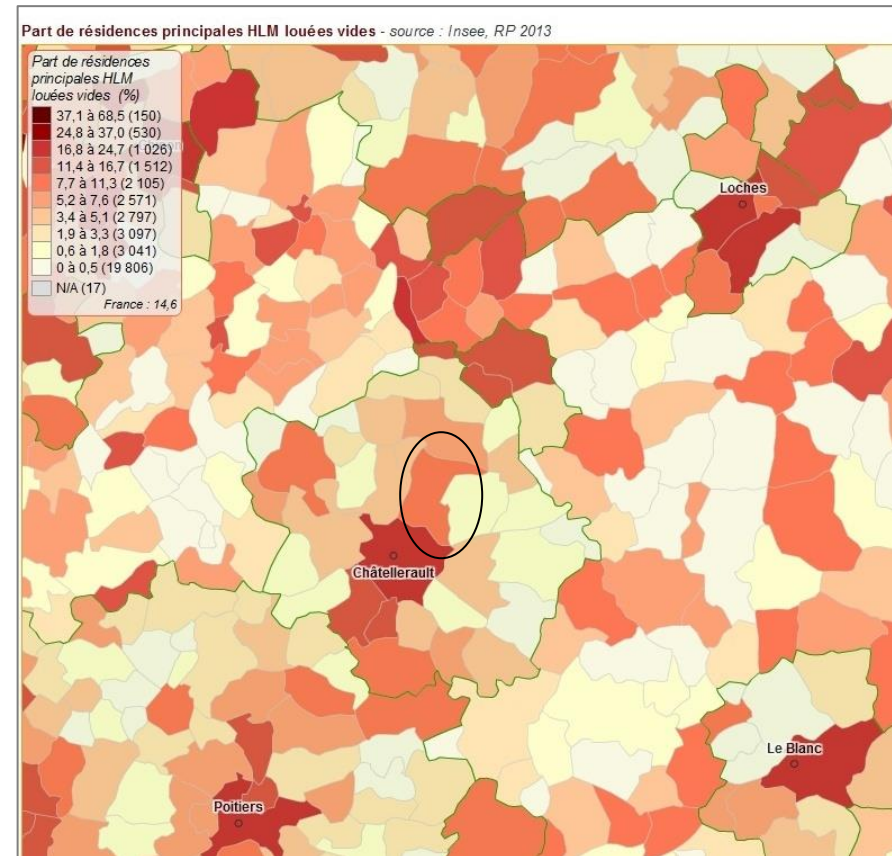 Part de résidences principales HLM louées vides - source : Insee, RP 2013
Part de résidences
principales HLM
louées vides (%)
37,1 à 68,5 (150)
24,8 à 37,0 (530)
16,8 à 24,7 (1 026)
11,4 à 16,7 (1 512)
7,7 à 11,3 (2 105)
5,2 à 7,6 (2 571)
3,4 à 5,1 (2 797)
1,9 à 3,3 (3 097)
0,6 à 1,8 (3 041)
0 à 0,5 (19 806)
N/A (17)
France : 14,6
Loches
Châtellerault
Le Blanc
Poitiers